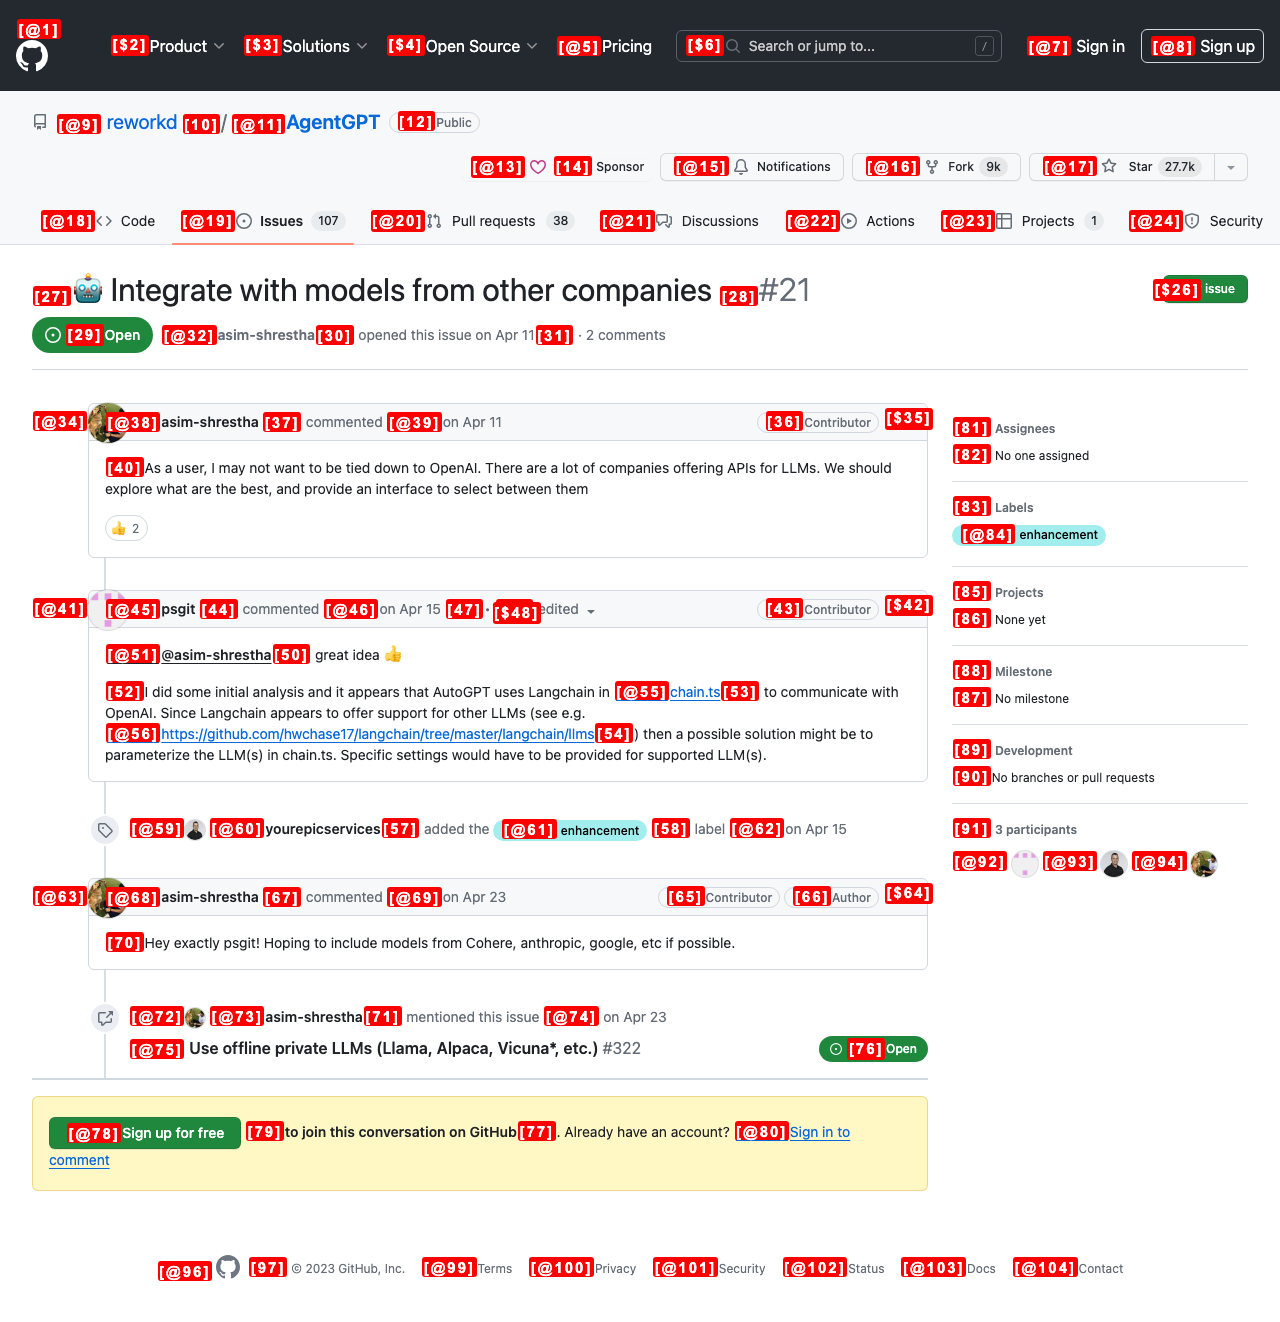 [@1]
[$2] Product [$3] Solutions [$4] Open Source [@5] Pricing [$6] Search or jump to... / [@7] Sign in [@8] Sign up
[@9] reworkd [10] / [@11] AgentGPT [12] Public
[@13] [14] Sponsor [@15] Notifications [@16] Fork 9k [@17] Star 27.7k
[@18] Code [@19] Issues 107 [@20] Pull requests 38 [@21] Discussions [@22] Actions [@23] Projects 1 [@24] Security
[27] 🤖 Integrate with models from other companies [28] #21 [$26] issue
[29] Open [@32] asim-shrestha [30] opened this issue on Apr 11 [31] · 2 comments
[@34] [@38] asim-shrestha [37] commented [@39] on Apr 11 [36] Contributor [$35]
[40] As a user, I may not want to be tied down to OpenAI. There are a lot of companies offering APIs for LLMs. We should
explore what are the best, and provide an interface to select between them
👍 2
[@41] [@45] psgit [44] commented [@46] on Apr 15 [47] • [$48] edited [43] Contributor [$42]
[@51] @asim-shrestha [50] great idea 👍
[52] I did some initial analysis and it appears that AutoGPT uses Langchain in [@55] chain.ts [53] to communicate with
OpenAI. Since Langchain appears to offer support for other LLMs (see e.g.
[@56] https://github.com/hwchase17/langchain/tree/master/langchain/llms [54] ) then a possible solution might be to
parameterize the LLM(s) in chain.ts. Specific settings would have to be provided for supported LLM(s).
[@59] [@60] yourepicservices [57] added the [@61] enhancement [58] label [@62] on Apr 15
[@63] [@68] asim-shrestha [67] commented [@69] on Apr 23 [65] Contributor [66] Author [$64]
[70] Hey exactly psgit! Hoping to include models from Cohere, anthropic, google, etc if possible.
[@72] [@73] asim-shrestha [71] mentioned this issue [@74] on Apr 23
[@75] Use offline private LLMs (Llama, Alpaca, Vicuna*, etc.) #322 [76] Open
[@78] Sign up for free [79] to join this conversation on GitHub [77] . Already have an account? [@80] Sign in to
comment
[81] Assignees
[82] No one assigned
[83] Labels
[@84] enhancement
[85] Projects
[86] None yet
[88] Milestone
[87] No milestone
[89] Development
[90] No branches or pull requests
[91] 3 participants
[@92] [@93] [@94]
[@96] [97] © 2023 GitHub, Inc. [@99] Terms [@100] Privacy [@101] Security [@102] Status [@103] Docs [@104] Contact